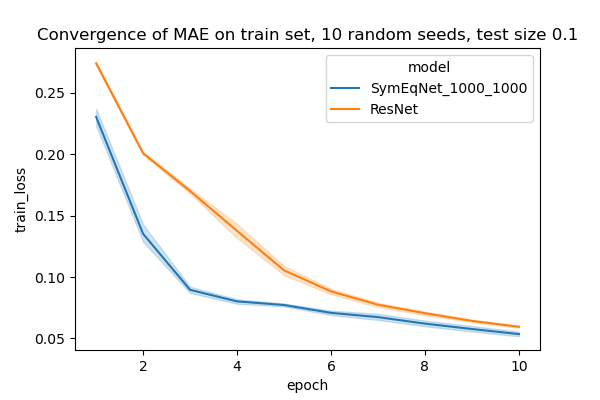 Convergence of MAE on train set, 10 random seeds, test size 0.1
model
SymEqNet_1000_1000
ResNet
train_loss
0.25
0.20
0.15
0.10
0.05
2 4 6 8 10
epoch